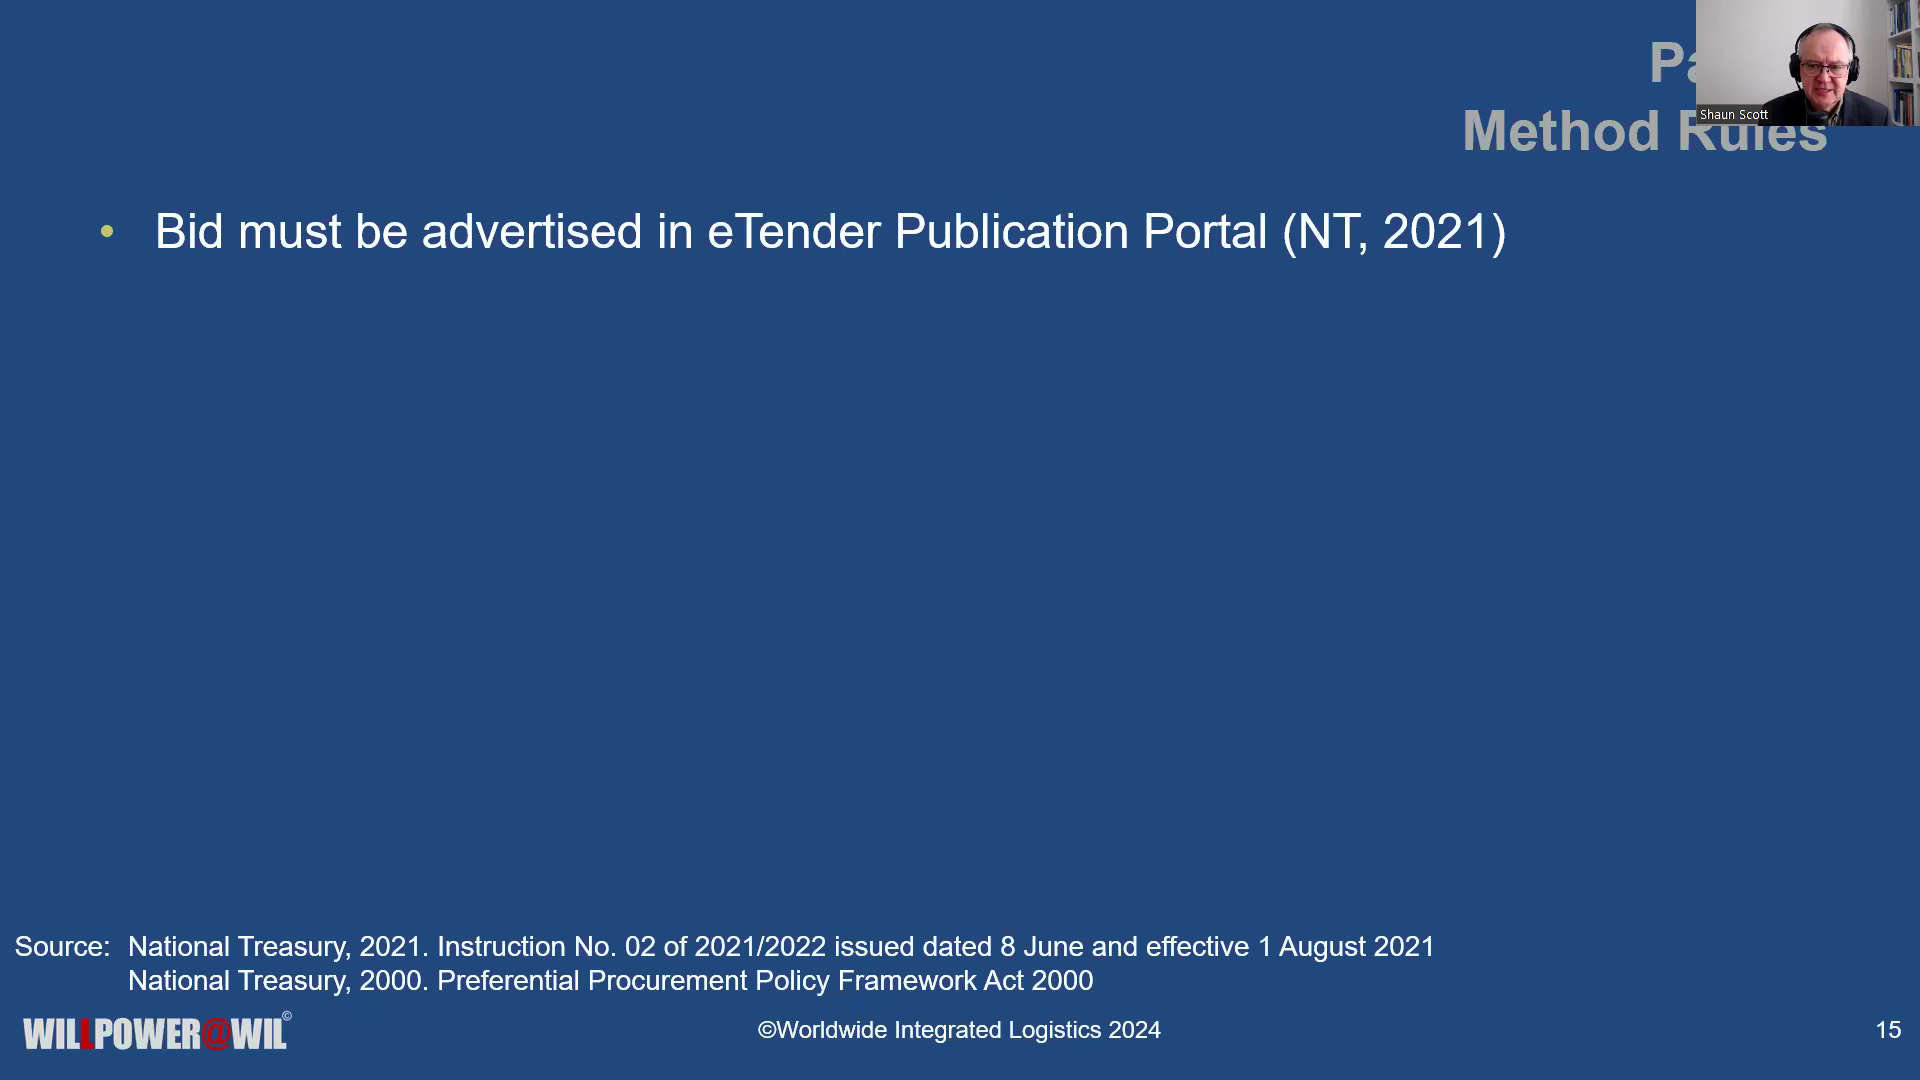 Method Rules
Shaun Scott
• Bid must be advertised in eTender Publication Portal (NT, 2021)
Source: National Treasury, 2021. Instruction No. 02 of 2021/2022 issued dated 8 June and effective 1 August 2021
National Treasury, 2000. Preferential Procurement Policy Framework Act 2000
WILLPOWER@WIL©
©Worldwide Integrated Logistics 2024
15